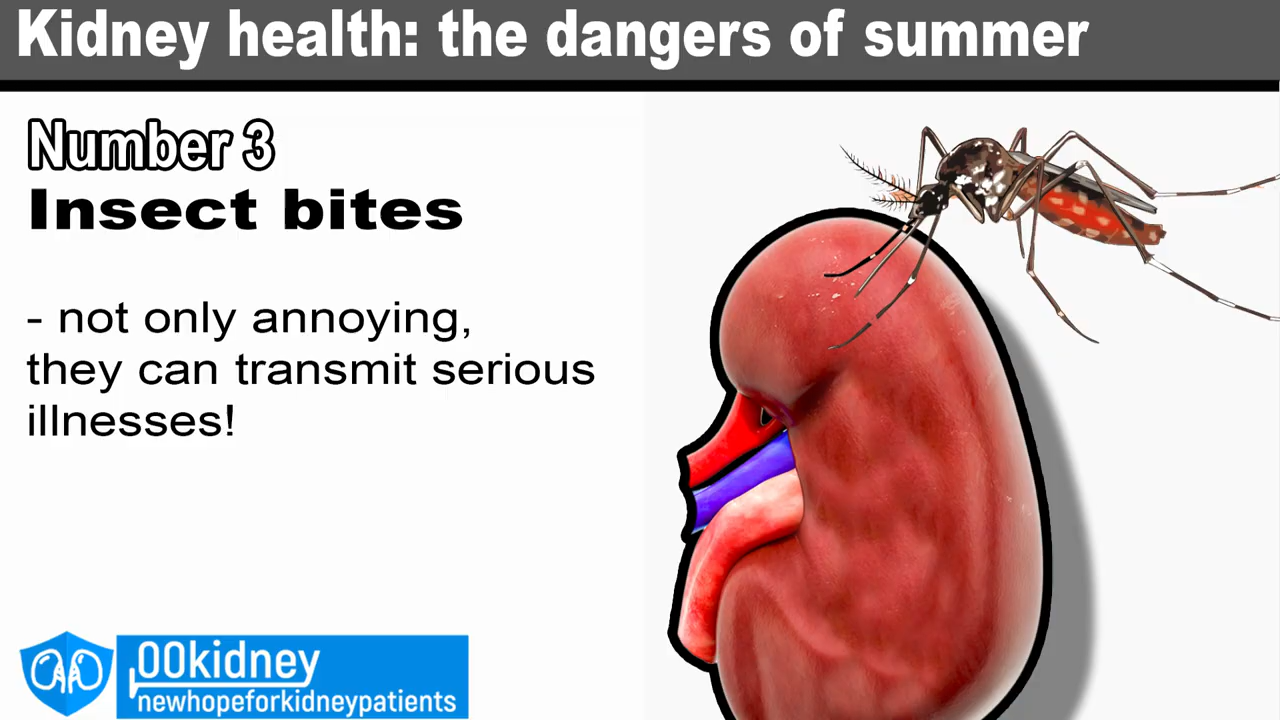 Kidney health: the dangers of summer
Number 3
Insect bites
- not only annoying,
they can transmit serious
illnesses!
00kidney
newhopeforkidneypatients